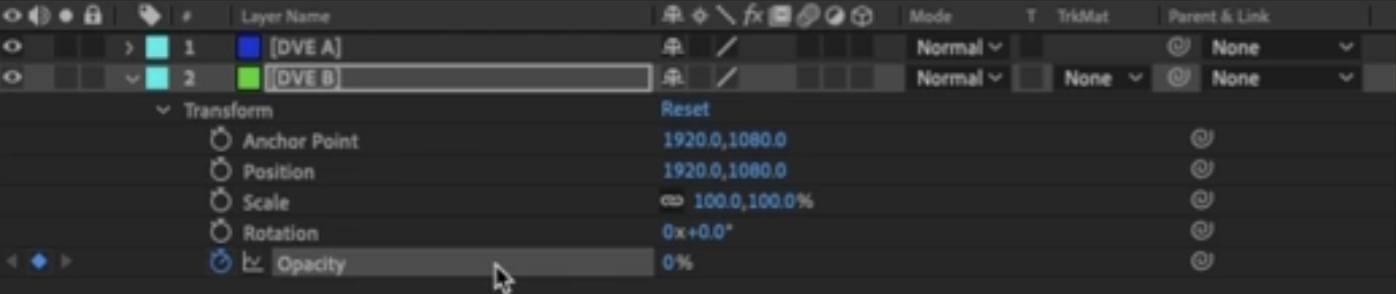 # Layer Name fx Mode T TrkMat Parent & Link
1 [DVE A] Normal None
2 [DVE B] Normal None None
Transform Reset
Anchor Point 1920.0,1080.0
Position 1920.0,1080.0
Scale 100.0,100.0%
Rotation 0x+0.0°
Opacity 0%